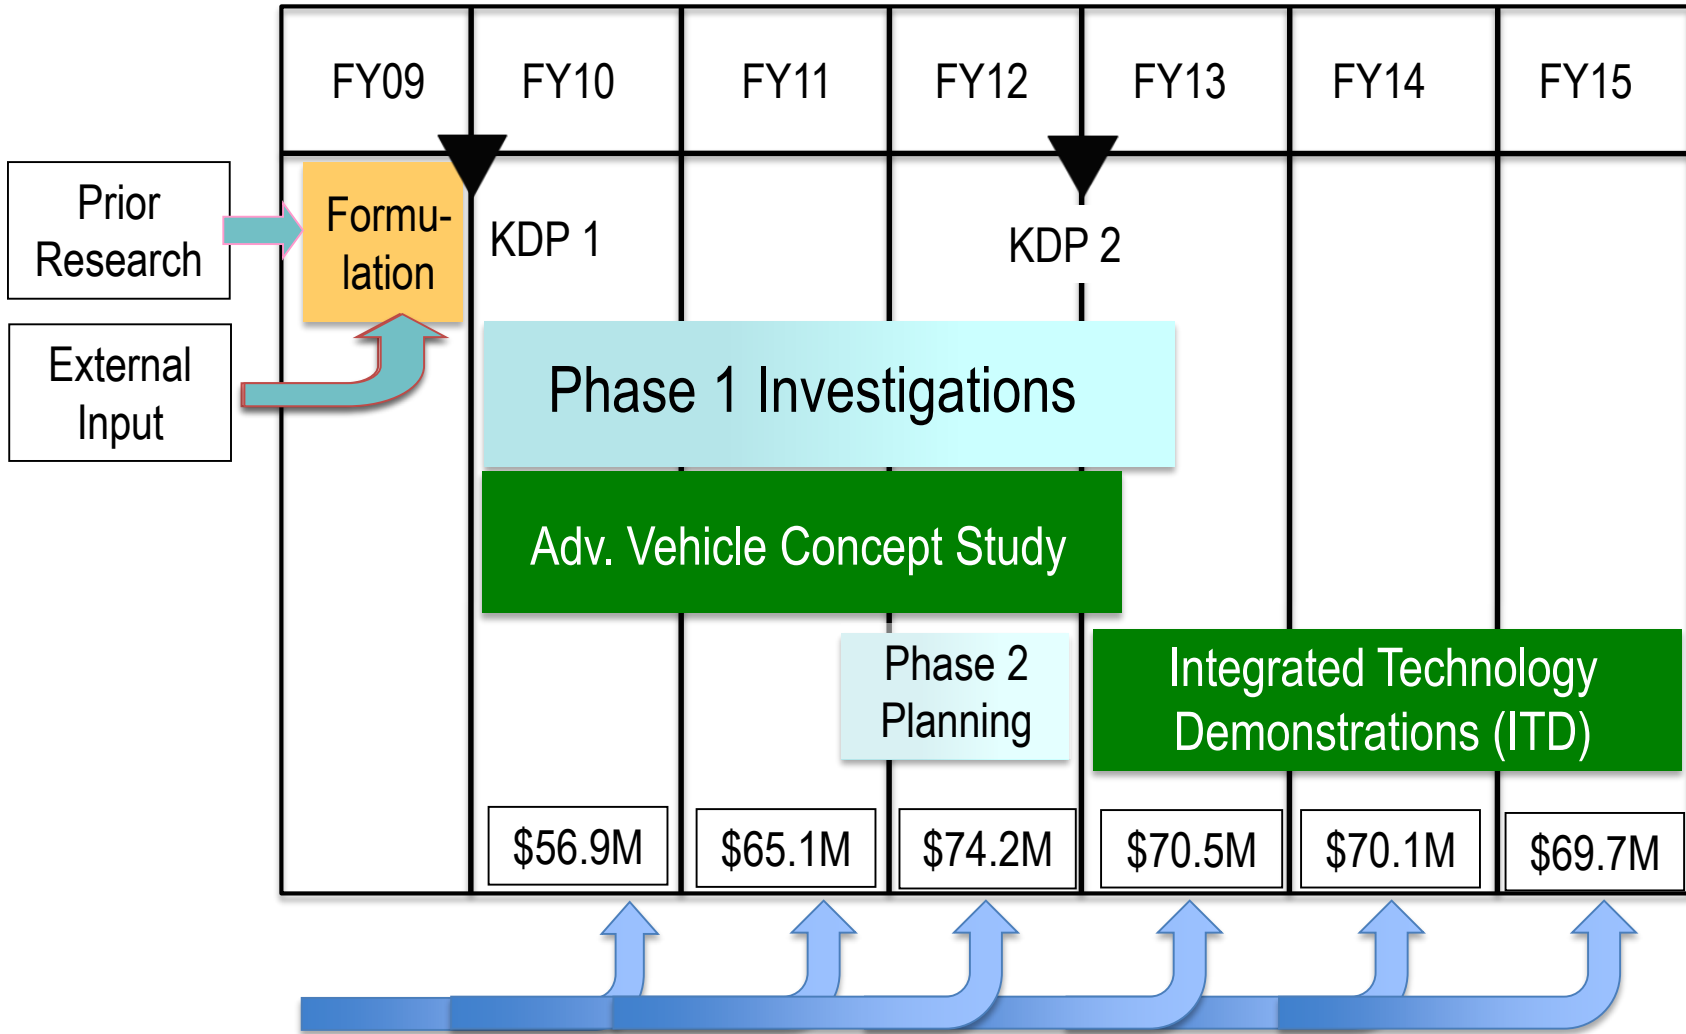 FY09 FY10 FY11 FY12 FY13 FY14 FY15
Prior
Research
Formu-
lation
KDP 1
KDP 2
External
Input
Phase 1 Investigations
Adv. Vehicle Concept Study
Phase 2
Planning
Integrated Technology
Demonstrations (ITD)
$56.9M $65.1M $74.2M $70.5M $70.1M $69.7M